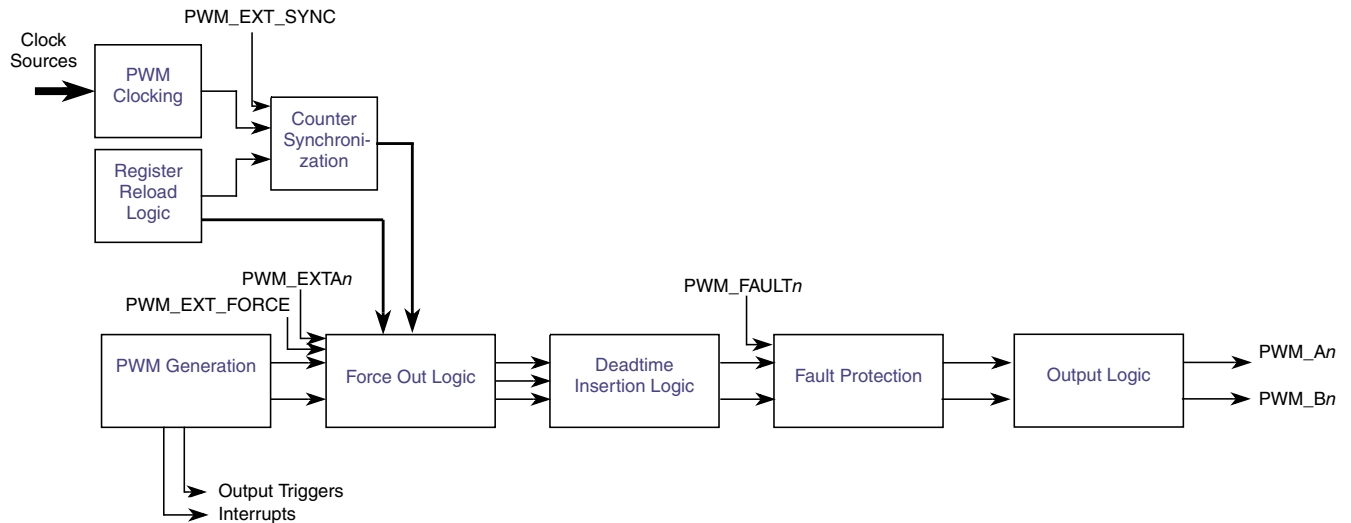 PWM_EXT_SYNC
Clock
Sources
PWM
Clocking
Counter
Synchroni-
zation
Register
Reload
Logic
PWM_EXTAn
PWM_EXT_FORCE
PWM_FAULTn
PWM Generation
Force Out Logic
Deadtime
Insertion Logic
Fault Protection
Output Logic
PWM_An
PWM_Bn
Output Triggers
Interrupts